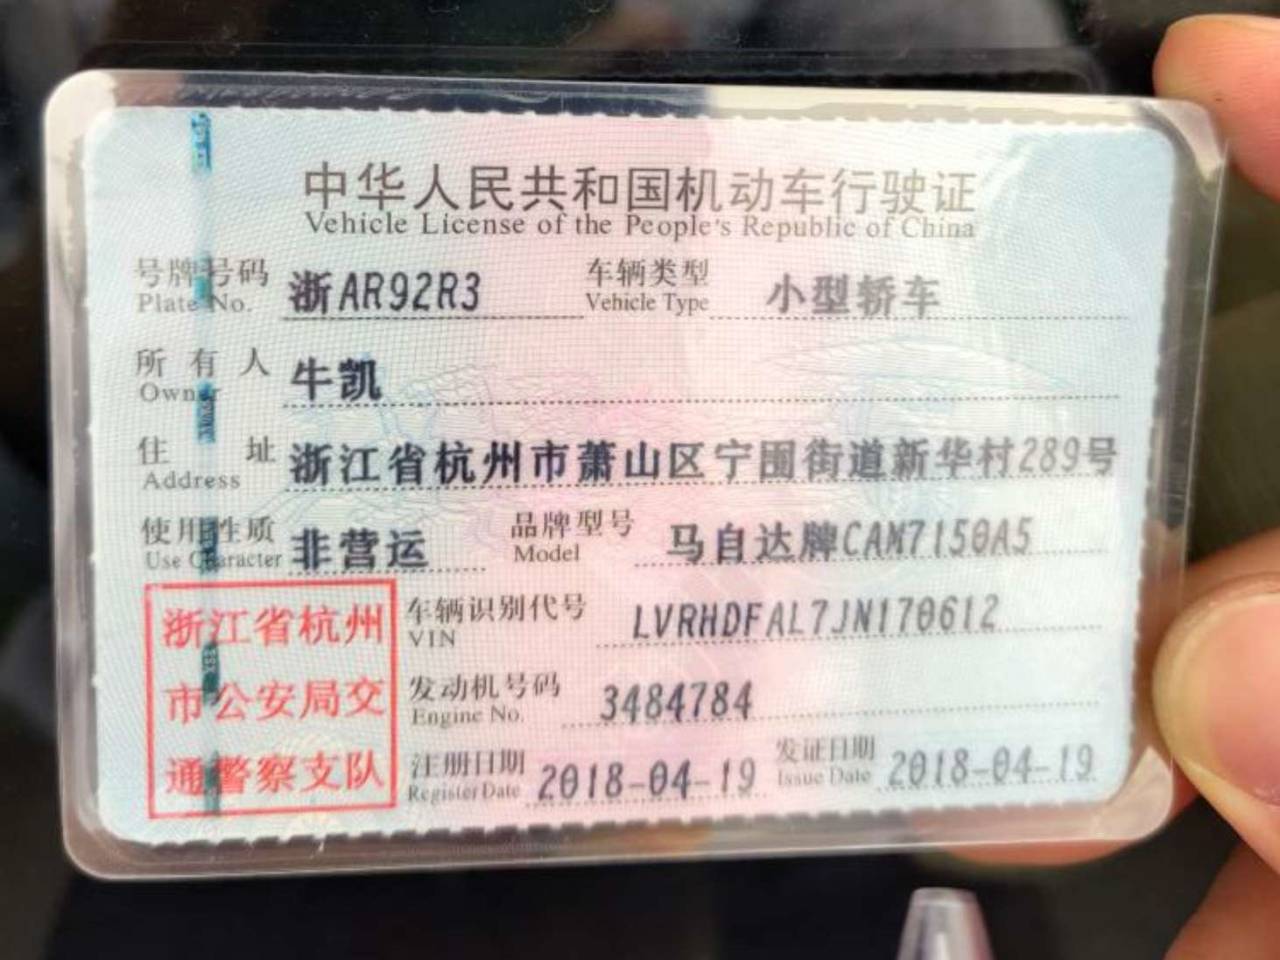 中华人民共和国机动车行驶证
Vehicle License of the People's Republic of China
号牌号码 浙AR92R3 车辆类型 小型轿车
Plate No. Vehicle Type
所有人 牛凯
Owner
住址 浙江省杭州市萧山区宁围街道新华村289号
Address
使用性质 非营运 品牌型号 马自达牌CAM7150A5
Use Character Model
浙江省杭州
市公安局交
通警察支队
车辆识别代号 LVRHDFAL7JN170612
VIN
发动机号码 3484784
Engine No.
注册日期 2018-04-19 发证日期 2018-04-19
Register Date Issue Date